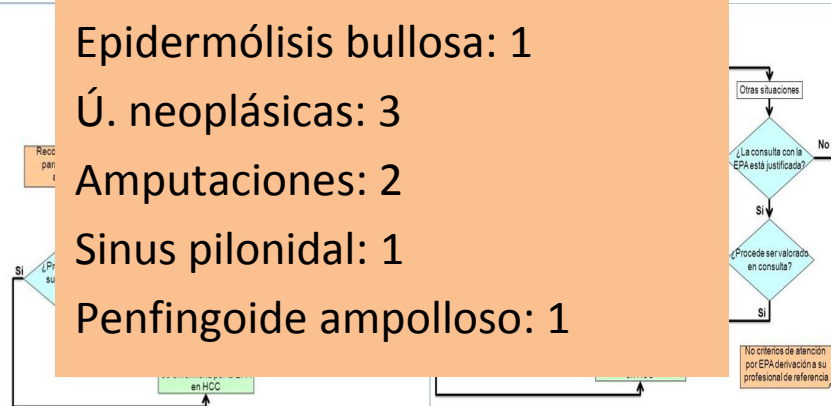 Epidermólisis bullosa: 1
Ú. neoplásicas: 3
Amputaciones: 2
Sinus pilonidal: 1
Penfingoide ampolloso: 1
Otras situaciones
¿La consulta con la
EPA está justificada?
No
Si
¿Procede ser valorado
en consulta?
Si
No criterios de atención
por EPA derivación a su
profesional de referencia
Si
en HCC